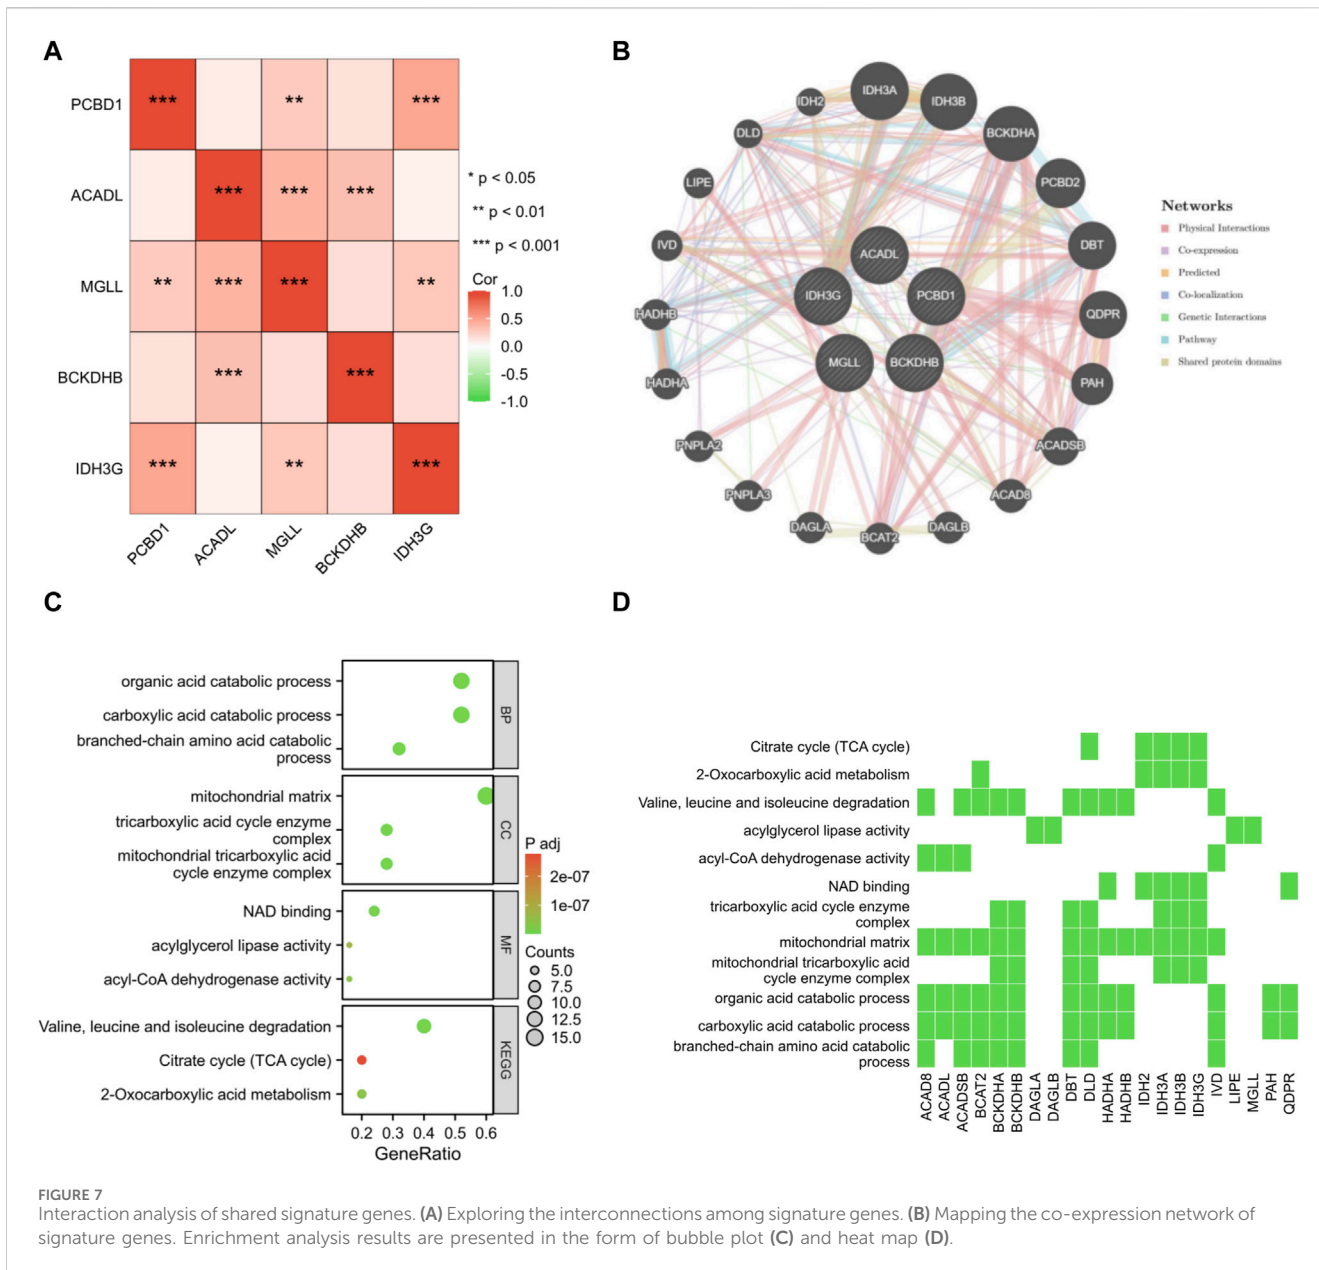 A
PCBD1
ACADL
MGLL
BCKDHB
IDH3G
*** ** ***
*** *** ***
** *** *** **
*** ***
*** ** ***
PCBD1 ACADL MGLL BCKDHB IDH3G
* p < 0.05
** p < 0.01
*** p < 0.001
Cor
1.0
0.5
0.0
-0.5
-1.0
B
IDH3A
IDH3B
IDH2
BCKDHA
DLD
LIPE
PCBD2
IVD
DBT
ACADL
IDH3G
PCBD1
HADHB
QDPR
MGLL
BCKDHB
HADHA
PAH
PNPLA2
ACADSB
PNPLA3
ACAD8
DAGLA
BCAT2
DAGLB
Networks
Physical Interactions
Co-expression
Predicted
Co-localization
Genetic Interactions
Pathway
Shared protein domains
C
organic acid catabolic process
carboxylic acid catabolic process
branched-chain amino acid catabolic
process
BP
mitochondrial matrix
tricarboxylic acid cycle enzyme
complex
mitochondrial tricarboxylic acid
cycle enzyme complex
CC
NAD binding
acylglycerol lipase activity
acyl-CoA dehydrogenase activity
MF
Valine, leucine and isoleucine degradation
Citrate cycle (TCA cycle)
2-Oxocarboxylic acid metabolism
KEGG
0.2 0.3 0.4 0.5 0.6
GeneRatio
P adj
2e-07
1e-07
Counts
5.0
7.5
10.0
12.5
15.0
D
Citrate cycle (TCA cycle)
2-Oxocarboxylic acid metabolism
Valine, leucine and isoleucine degradation
acylglycerol lipase activity
acyl-CoA dehydrogenase activity
NAD binding
tricarboxylic acid cycle enzyme
complex
mitochondrial matrix
mitochondrial tricarboxylic acid
cycle enzyme complex
organic acid catabolic process
carboxylic acid catabolic process
branched-chain amino acid catabolic
process
ACAD8 ACADL ACADSB BCAT2 BCKDHA BCKDHB DAGLA DAGLB DBT DLD HADHA HADHB IDH2 IDH3A IDH3B IDH3G IVD LIPE MGLL PAH QDPR
FIGURE 7
Interaction analysis of shared signature genes. (A) Exploring the interconnections among signature genes. (B) Mapping the co-expression network of
signature genes. Enrichment analysis results are presented in the form of bubble plot (C) and heat map (D).